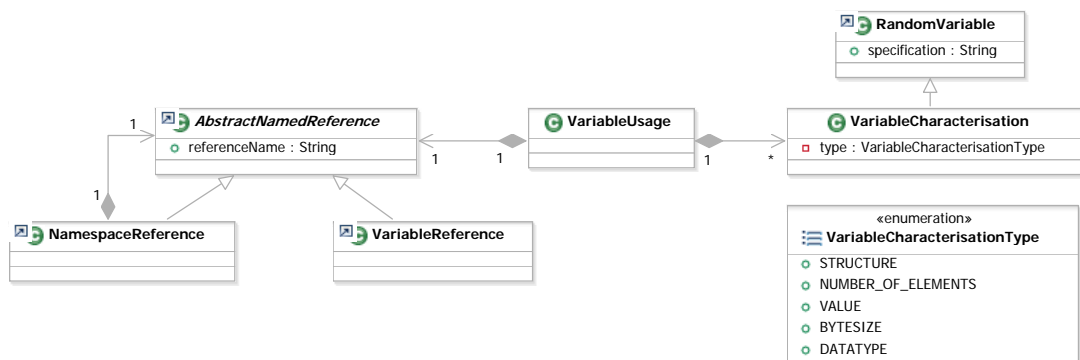 RandomVariable
specification : String
1
AbstractNamedReference
referenceName : String
1
1
VariableUsage
1
*
VariableCharacterisation
type : VariableCharacterisationType
1
NamespaceReference
VariableReference
«enumeration»
VariableCharacterisationType
STRUCTURE
NUMBER_OF_ELEMENTS
VALUE
BYTESIZE
DATATYPE